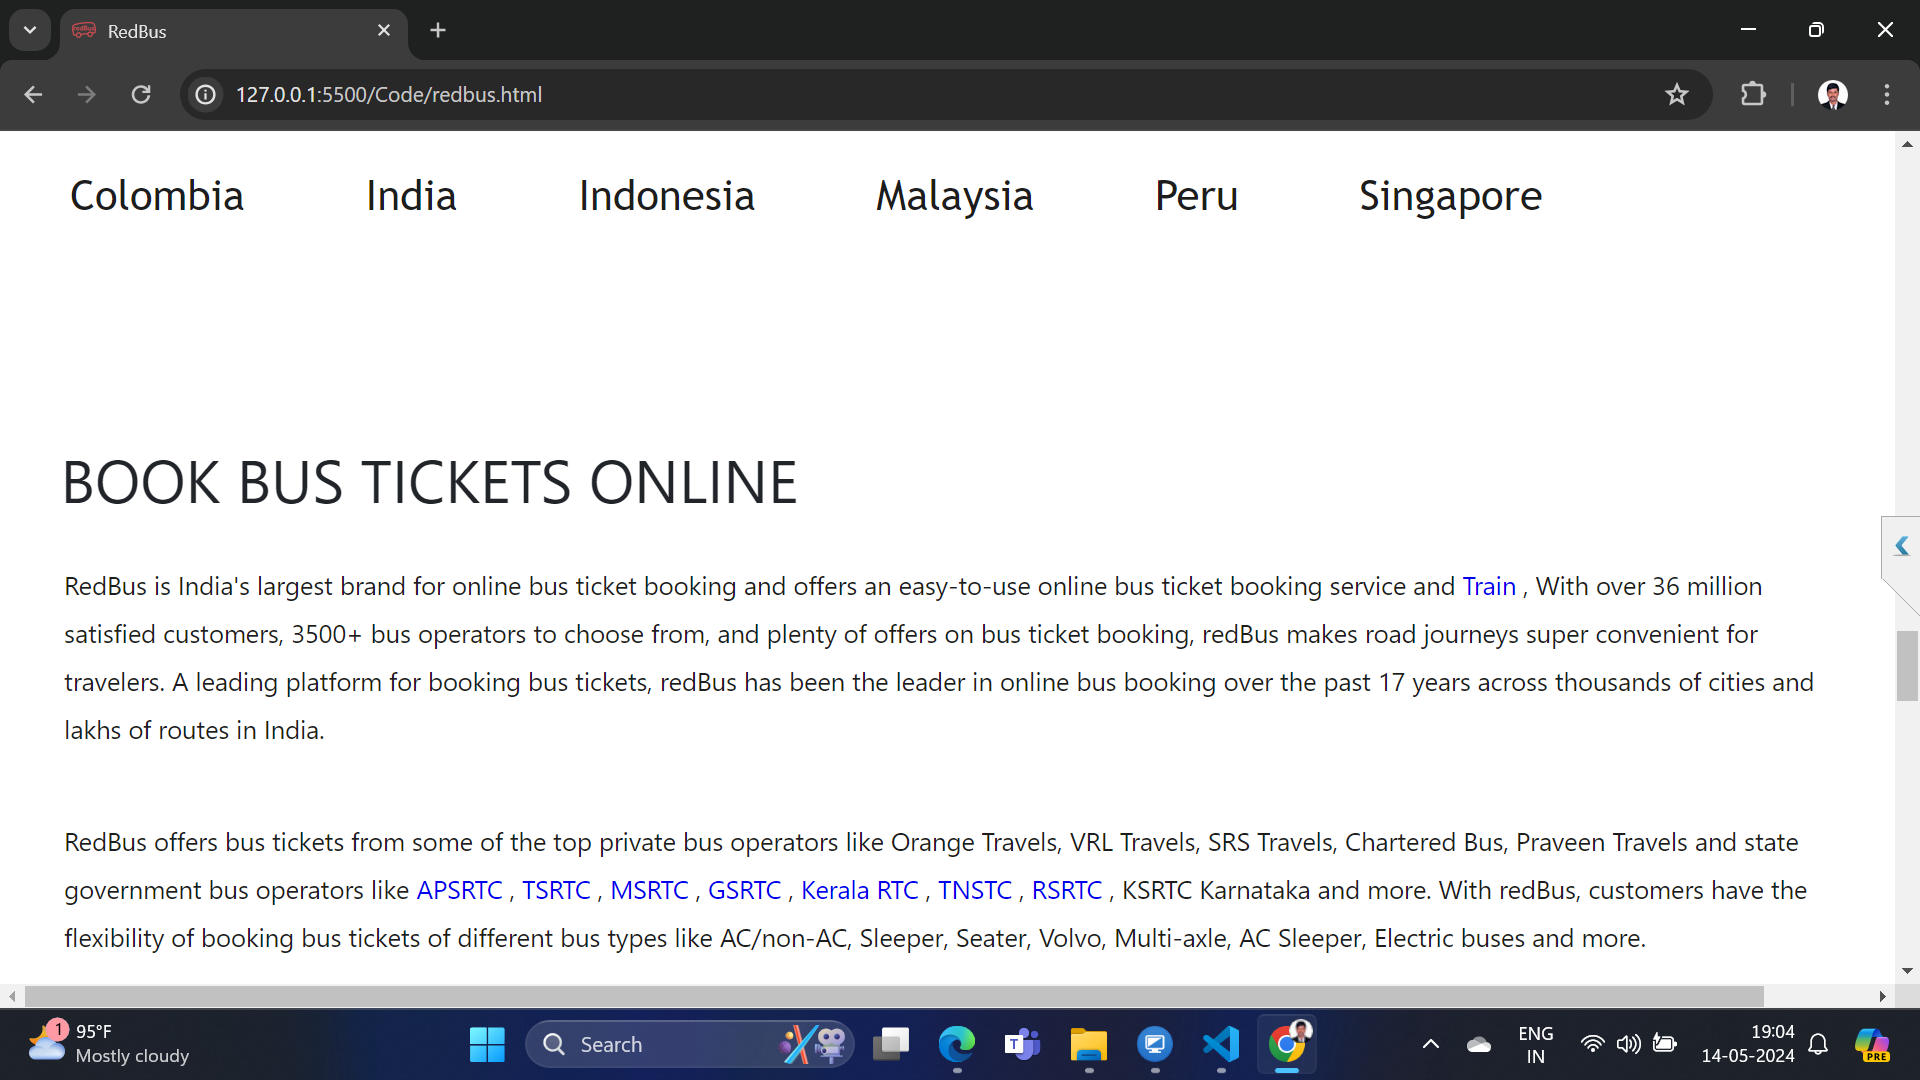 RedBus
127.0.0.1:5500/Code/redbus.html
Colombia India Indonesia Malaysia Peru Singapore
BOOK BUS TICKETS ONLINE
RedBus is India's largest brand for online bus ticket booking and offers an easy-to-use online bus ticket booking service and Train , With over 36 million
satisfied customers, 3500+ bus operators to choose from, and plenty of offers on bus ticket booking, redBus makes road journeys super convenient for
travelers. A leading platform for booking bus tickets, redBus has been the leader in online bus booking over the past 17 years across thousands of cities and
lakhs of routes in India.
RedBus offers bus tickets from some of the top private bus operators like Orange Travels, VRL Travels, SRS Travels, Chartered Bus, Praveen Travels and state
government bus operators like APSRTC , TSRTC , MSRTC , GSRTC , Kerala RTC , TNSTC , RSRTC , KSRTC Karnataka and more. With redBus, customers have the
flexibility of booking bus tickets of different bus types like AC/non-AC, Sleeper, Seater, Volvo, Multi-axle, AC Sleeper, Electric buses and more.
1 95°F
Mostly cloudy
Search
T
ENG
IN
19:04
14-05-2024
PRE